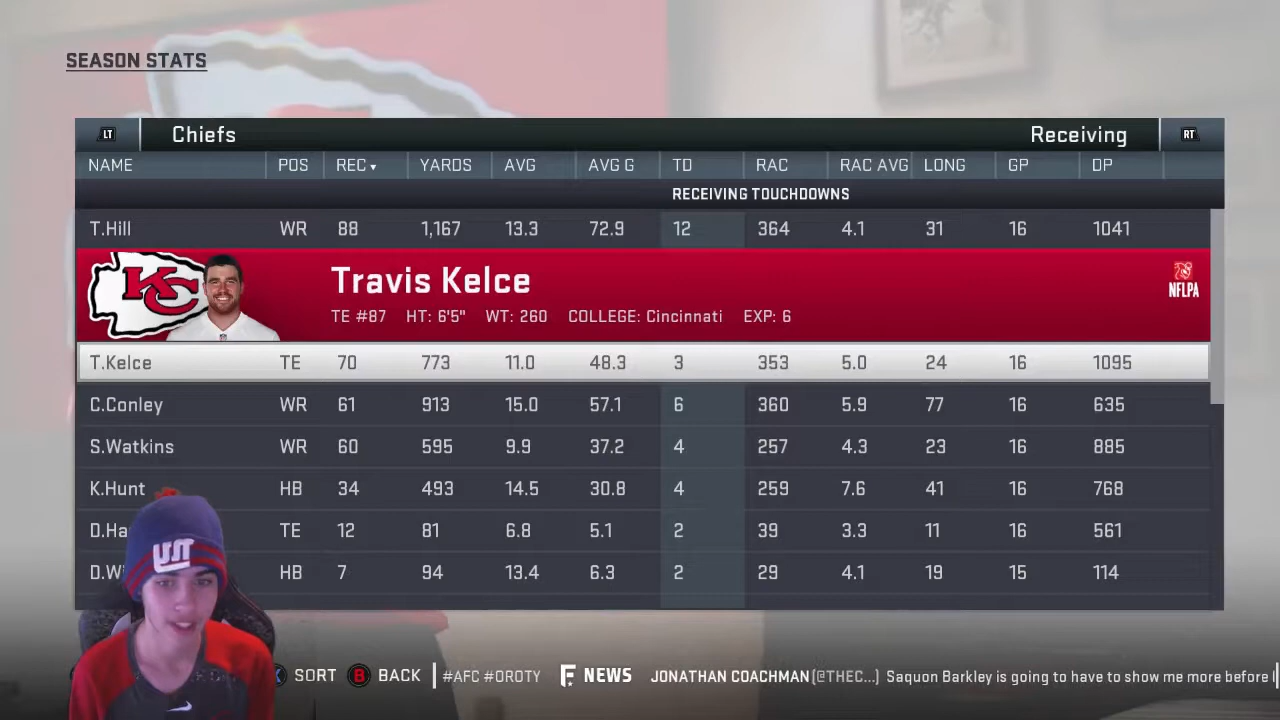 SEASON STATS
LT Chiefs Receiving RT
NAME POS REC YARDS AVG AVG G TD RAC RAC AVG LONG GP DP
RECEIVING TOUCHDOWNS
T.Hill WR 88 1,167 13.3 72.9 12 364 4.1 31 16 1041
KC Travis Kelce NFLPA
TE #87 HT: 6'5" WT: 260 COLLEGE: Cincinnati EXP: 6
T.Kelce TE 70 773 11.0 48.3 3 353 5.0 24 16 1095
C.Conley WR 61 913 15.0 57.1 6 360 5.9 77 16 635
S.Watkins WR 60 595 9.9 37.2 4 257 4.3 23 16 885
K.Hunt HB 34 493 14.5 30.8 4 259 7.6 41 16 768
D.Ha TE 12 81 6.8 5.1 2 39 3.3 11 16 561
D.Wi HB 7 94 13.4 6.3 2 29 4.1 19 15 114
X SORT B BACK #AFC #OROTY F NEWS JONATHAN COACHMAN (@THEC...) Saquon Barkley is going to have to show me more before